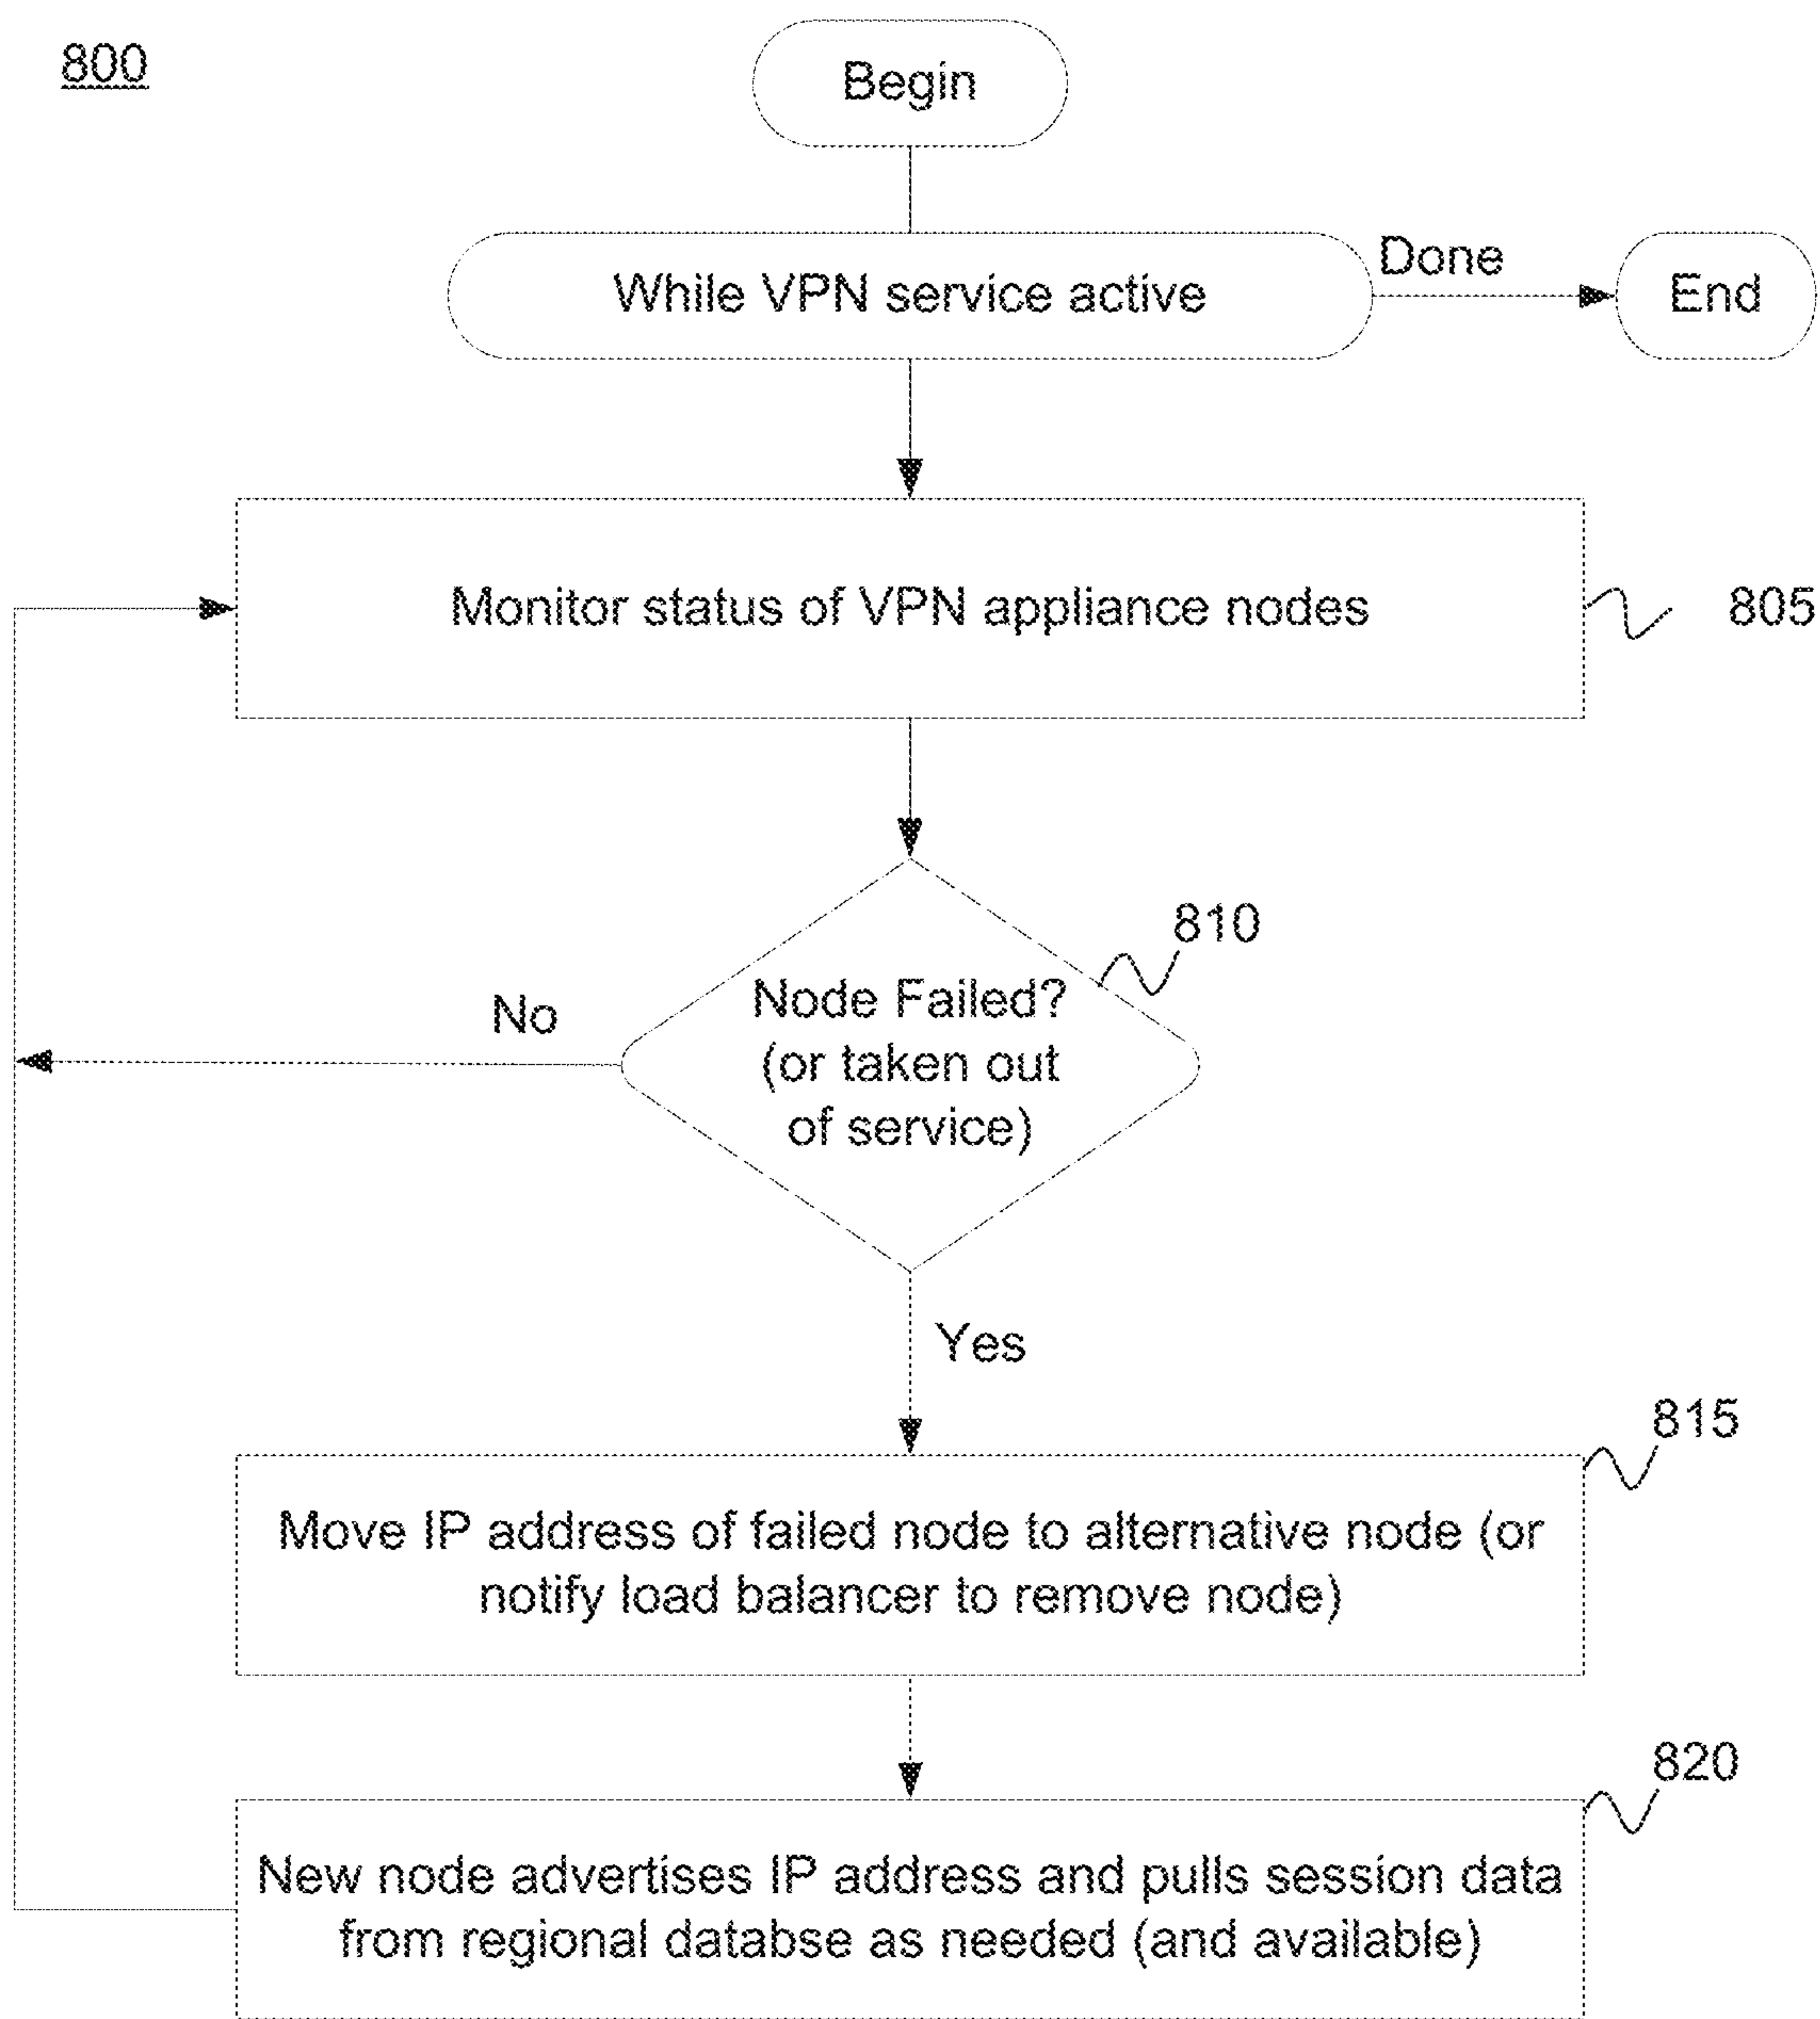 800
Begin
While VPN service active
Done
End
Monitor status of VPN appliance nodes
805
810
Node Failed?
(or taken out
of service)
No
Yes
815
Move IP address of failed node to alternative node (or
notify load balancer to remove node)
820
New node advertises IP address and pulls session data
from regional databse as needed (and available)